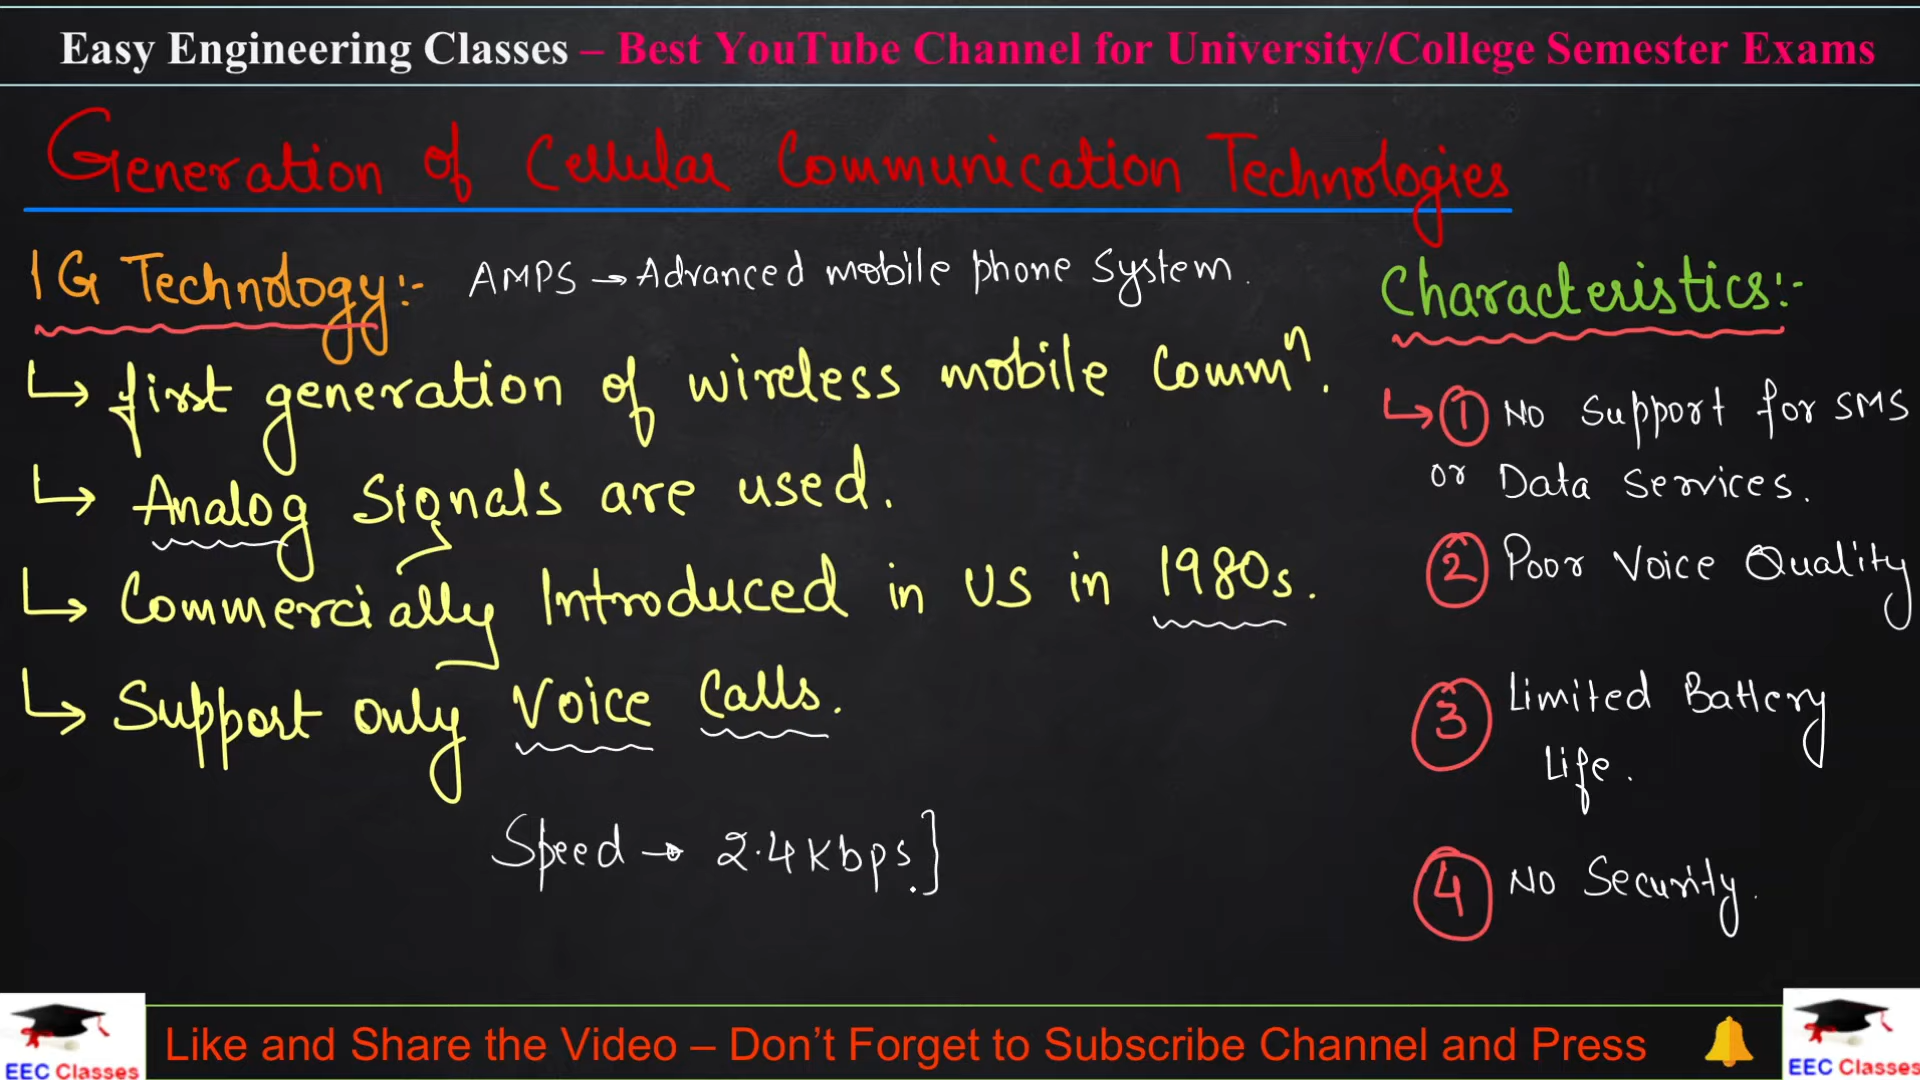 Easy Engineering Classes – Best YouTube Channel for University/College Semester Exams
Generation of Cellular Communication Technologies
1G Technology:-
AMPS → Advanced mobile phone System.
↳ first generation of wireless mobile Commⁿ.
↳ Analog Signals are used.
↳ Commercially Introduced in US in 1980s.
↳ Support only Voice Calls.
Speed → 2.4Kbps.]
Characteristics:-
↳ ① No Support for SMS
or Data Services.
② Poor Voice Quality
③ Limited Battery
Life.
④ No Security.
Like and Share the Video – Don't Forget to Subscribe Channel and Press
EEC Classes
EEC Classes